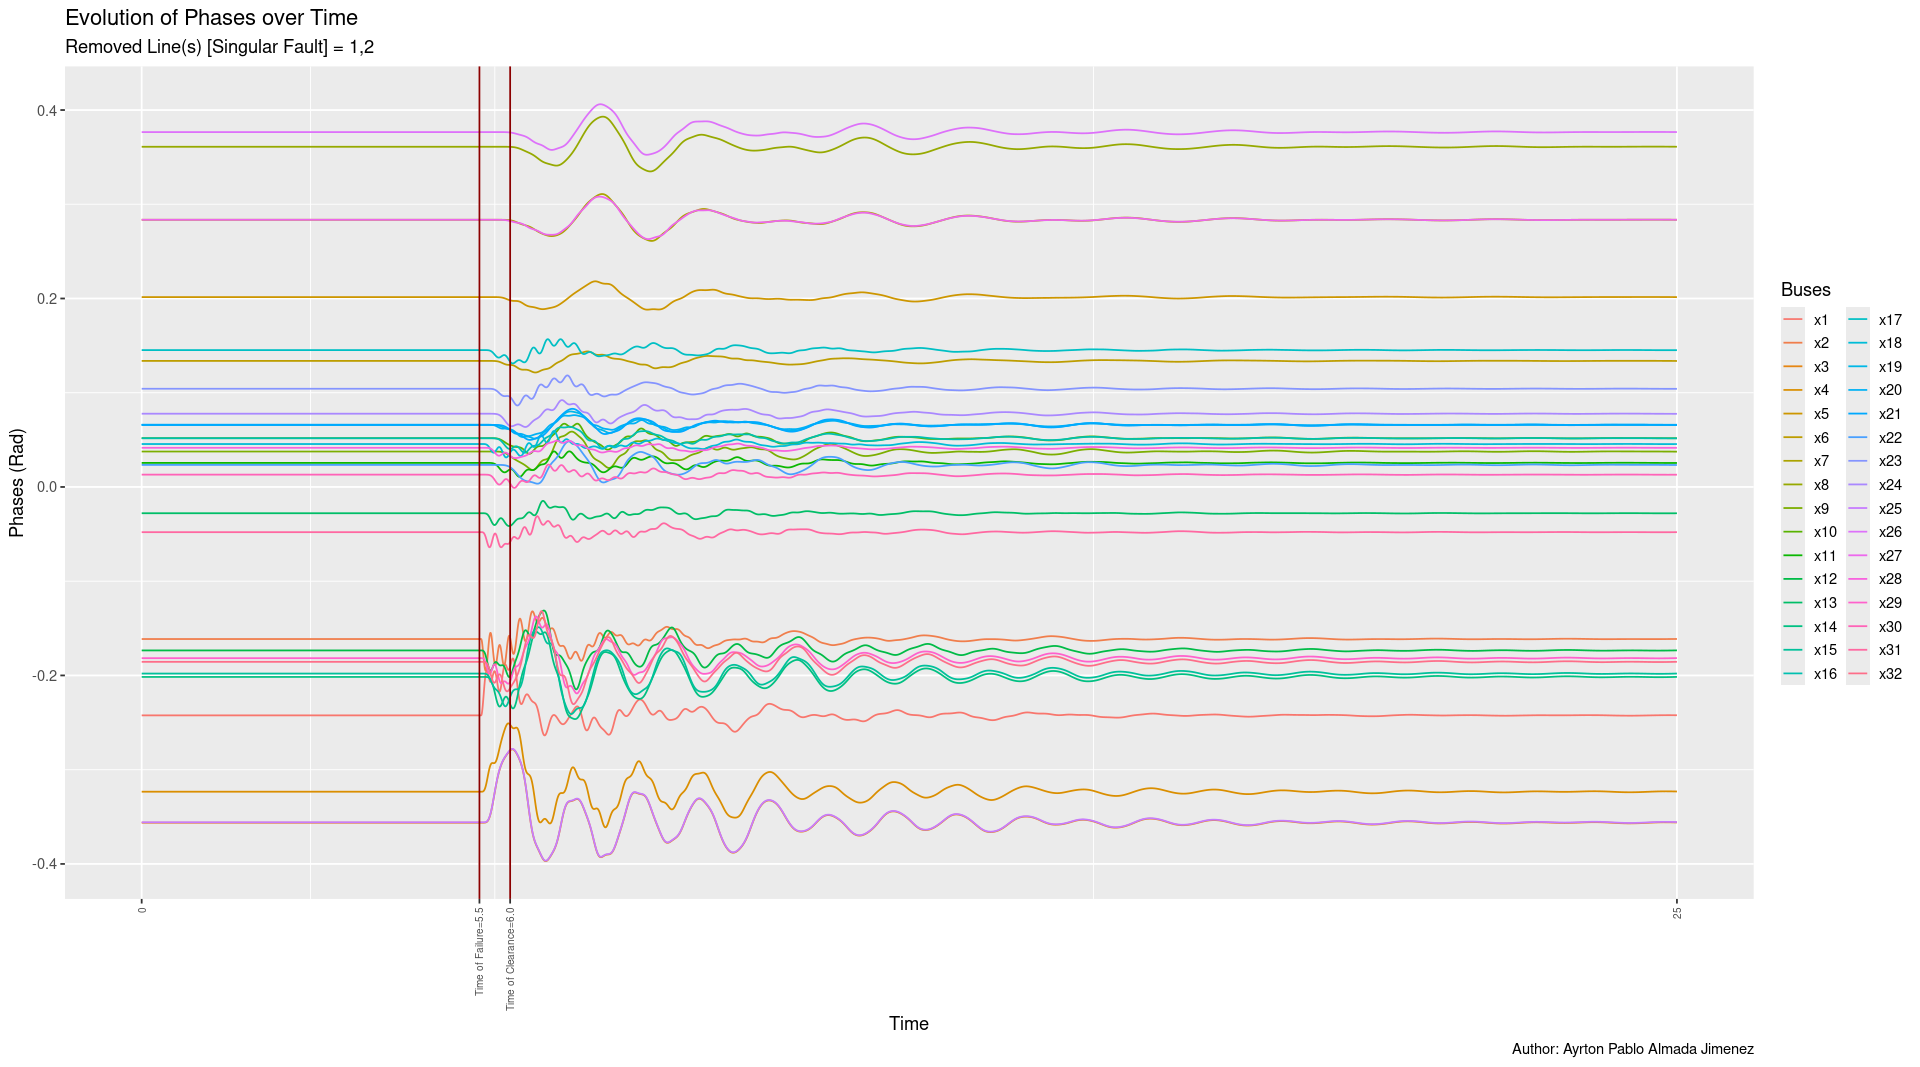 Evolution of Phases over Time
Removed Line(s) [Singular Fault] = 1,2
Phases (Rad)
0.4
0.2
0.0
-0.2
-0.4
0
Time of Failure=5.5
Time of Clearance=6.0
25
Time
Buses
x1 x17
x2 x18
x3 x19
x4 x20
x5 x21
x6 x22
x7 x23
x8 x24
x9 x25
x10 x26
x11 x27
x12 x28
x13 x29
x14 x30
x15 x31
x16 x32
Author: Ayrton Pablo Almada Jimenez